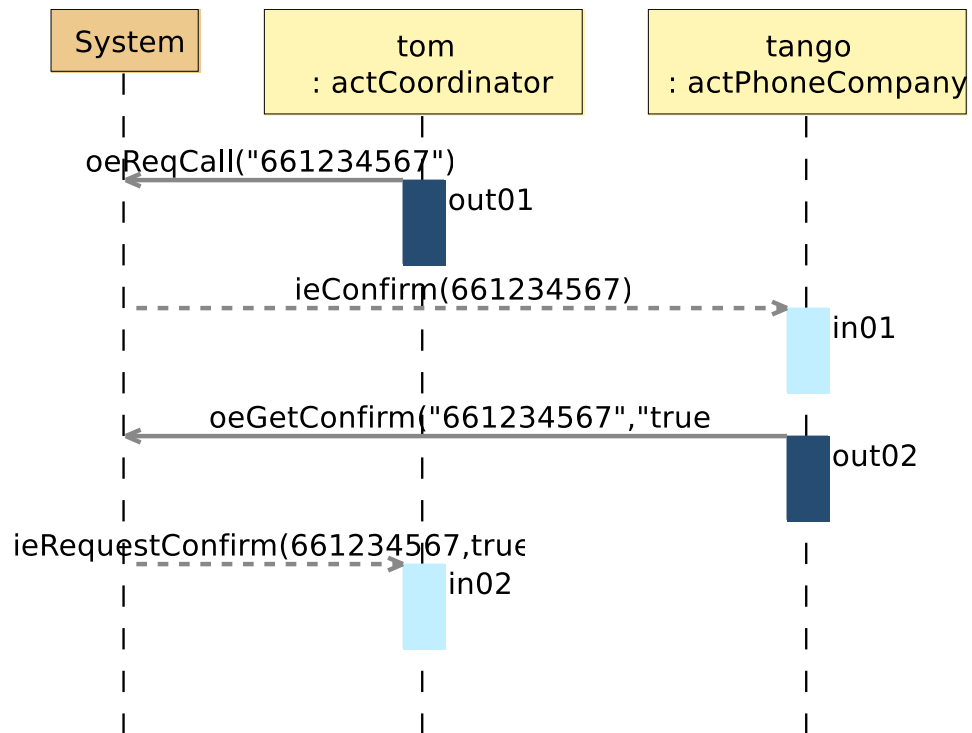 System
tom
: actCoordinator
tango
: actPhoneCompany
oeReqCall("661234567")
out01
ieConfirm(661234567)
in01
oeGetConfirm("661234567","true
out02
ieRequestConfirm(661234567,true
in02